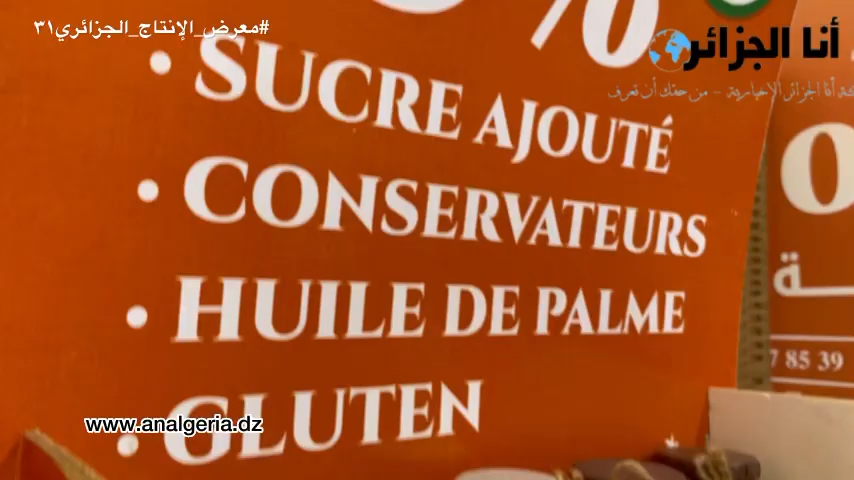 #معرض_الإنتاج_الجزائري٣١
أنا الجزائر
أنا الجزائر الإخبارية - من حقك أن تعرف
%
• SUCRE AJOUTÉ
• CONSERVATEURS
• HUILE DE PALME
• GLUTEN
7 85 39
www.analgeria.dz